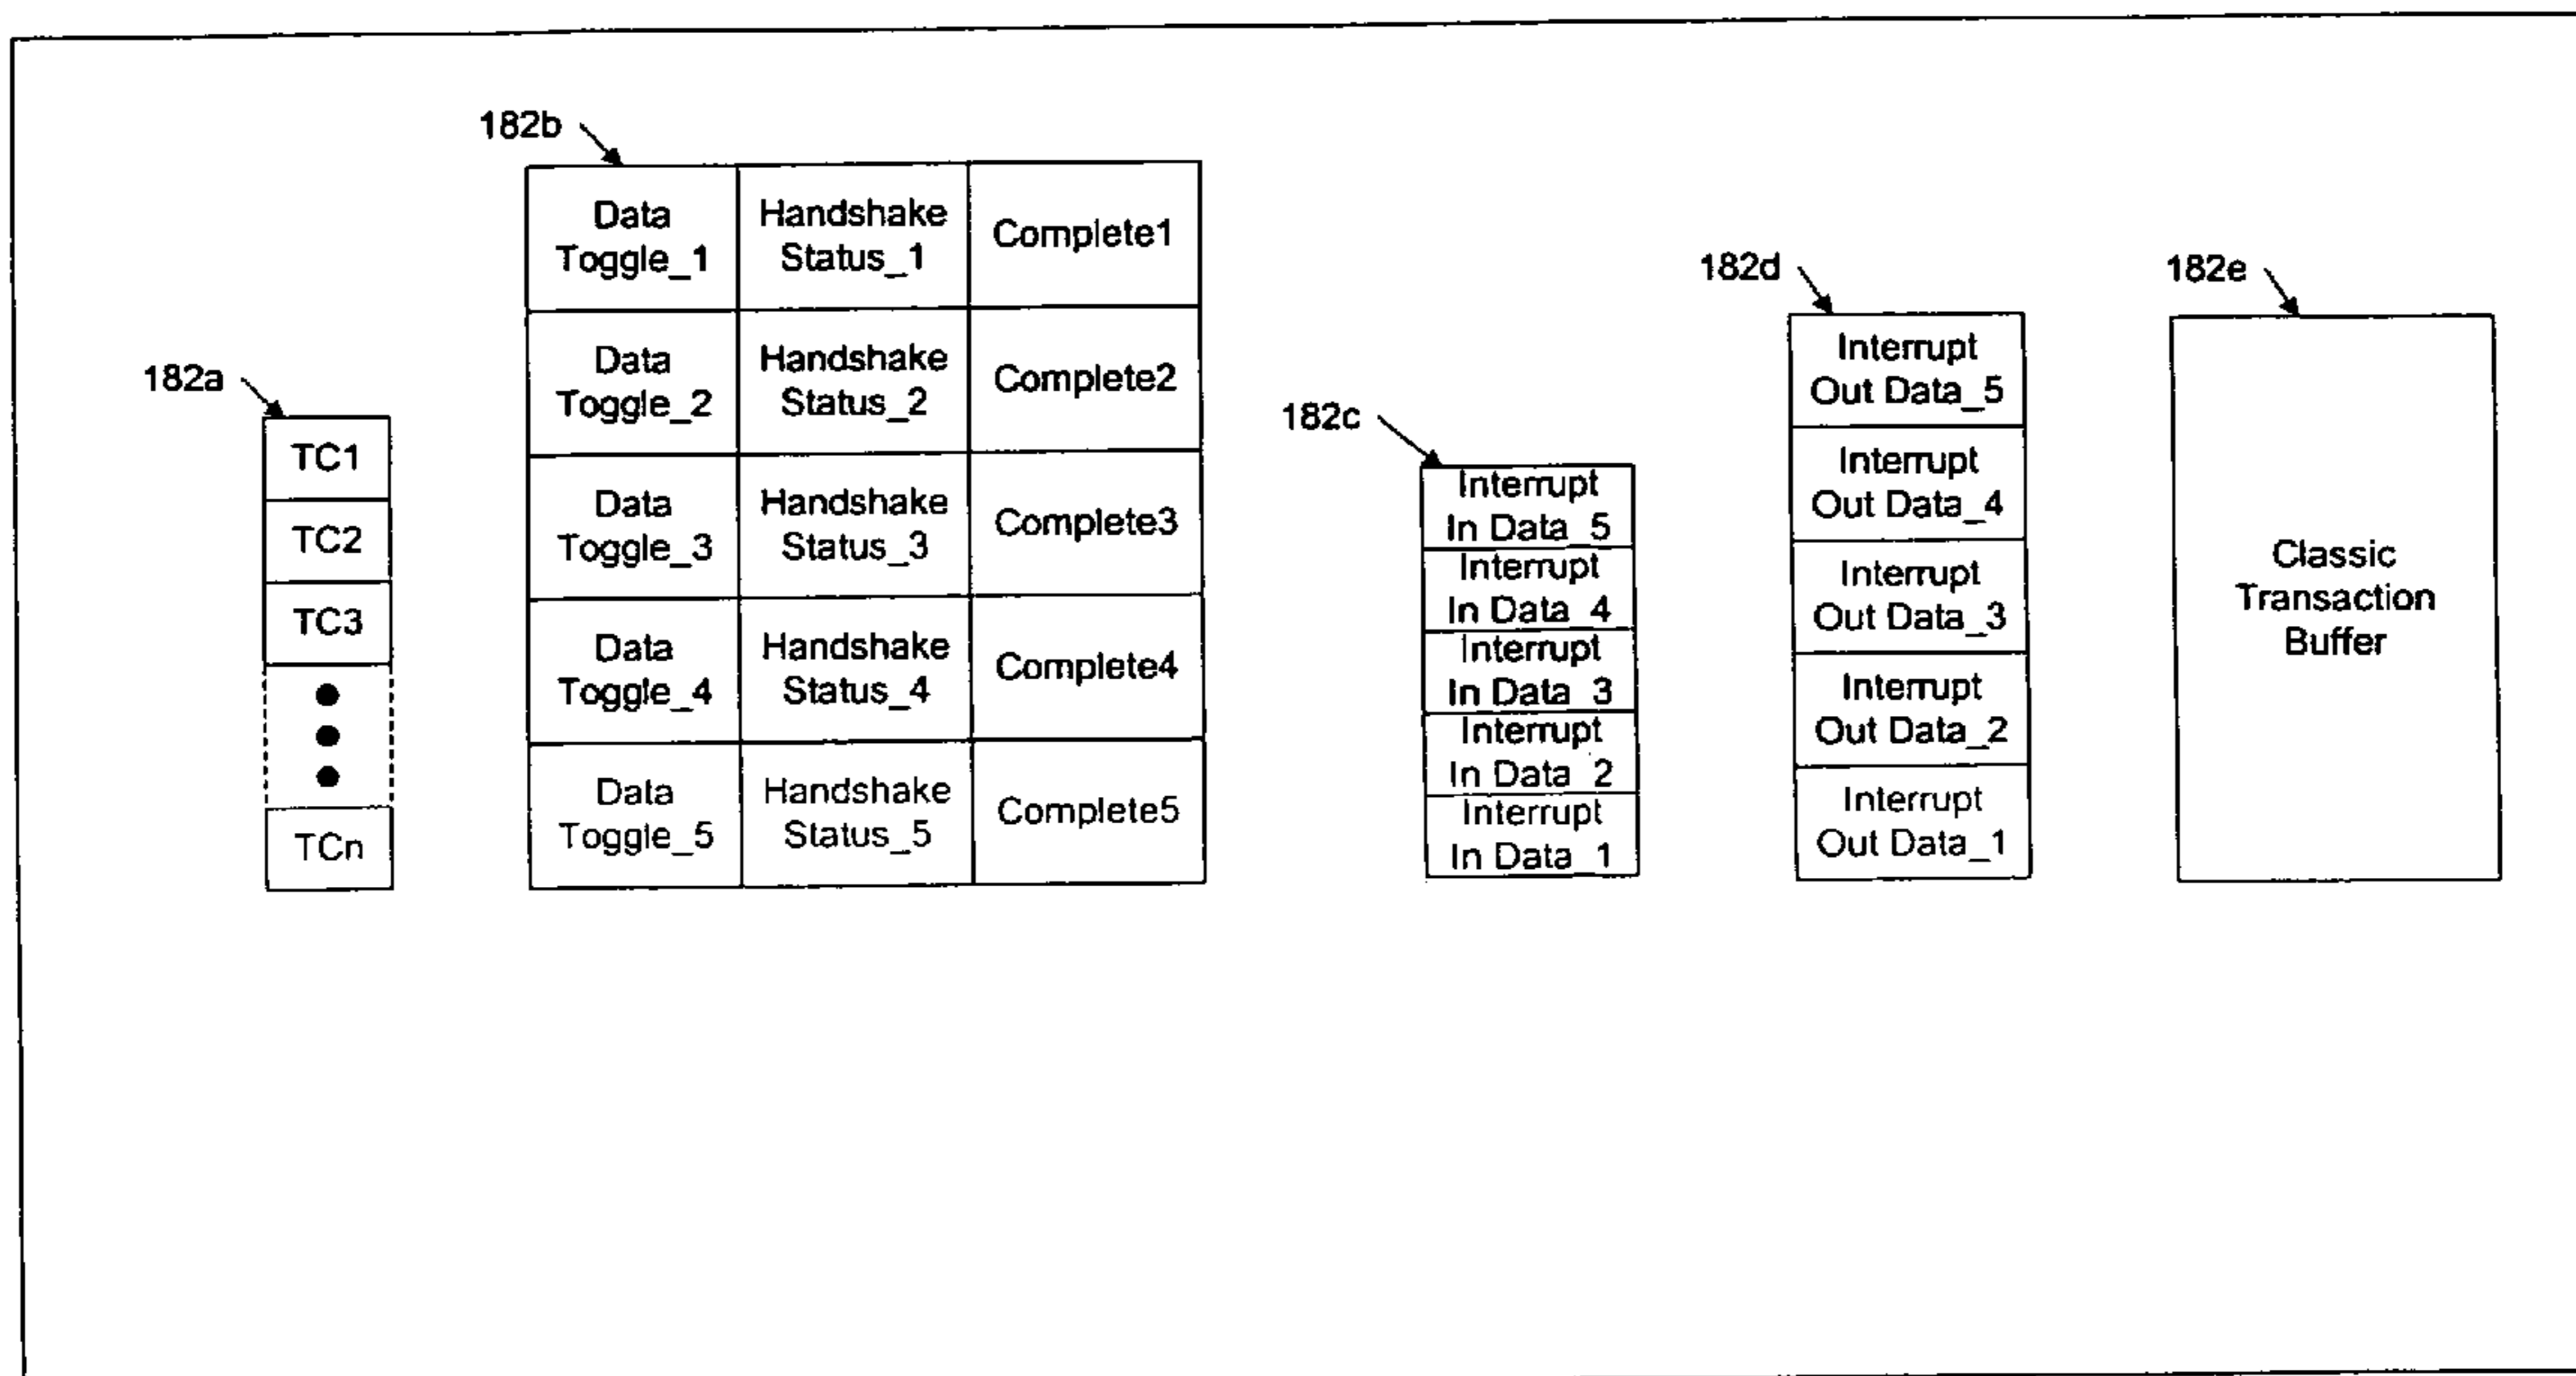 182b
Data
Toggle_1
Handshake
Status_1
Complete1
Data
Toggle_2
Handshake
Status_2
Complete2
Data
Toggle_3
Handshake
Status_3
Complete3
Data
Toggle_4
Handshake
Status_4
Complete4
Data
Toggle_5
Handshake
Status_5
Complete5
182a
TC1
TC2
TC3
TCn
182c
Interrupt
In Data_5
Interrupt
In Data_4
Interrupt
In Data_3
Interrupt
In Data_2
Interrupt
In Data_1
182d
Interrupt
Out Data_5
Interrupt
Out Data_4
Interrupt
Out Data_3
Interrupt
Out Data_2
Interrupt
Out Data_1
182e
Classic
Transaction
Buffer